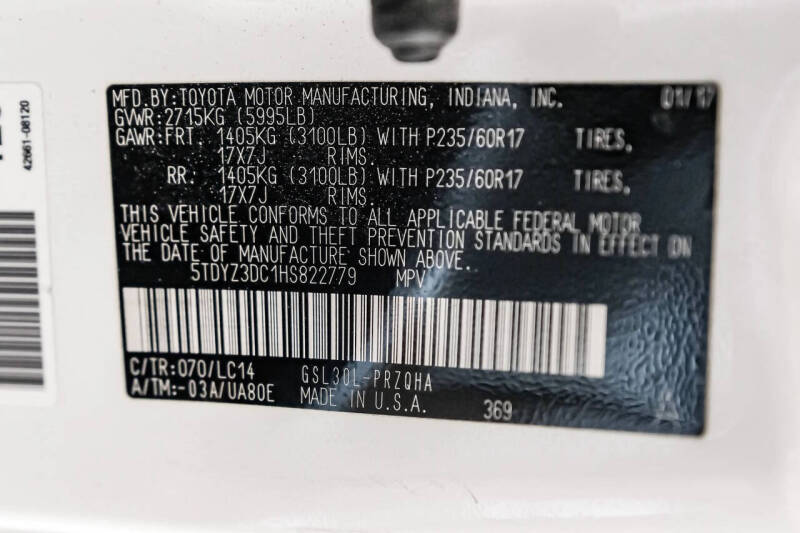 MFD.BY:TOYOTA MOTOR MANUFACTURING, INDIANA, INC. 01/17
GVWR:2715KG (5995LB)
GAWR:FRT. 1405KG (3100LB) WITH P235/60R17 TIRES,
17X7J RIMS.
RR. 1405KG (3100LB) WITH P235/60R17 TIRES,
17X7J RIMS.
THIS VEHICLE CONFORMS TO ALL APPLICABLE FEDERAL MOTOR
VEHICLE SAFETY AND THEFT PREVENTION STANDARDS IN EFFECT ON
THE DATE OF MANUFACTURE SHOWN ABOVE.
5TDYZ3DC1HS822779 MPV
C/TR:070/LC14 GSL30L-PRZQHA
A/TM:-03A/UA80E MADE IN U.S.A. 369
42661-08120